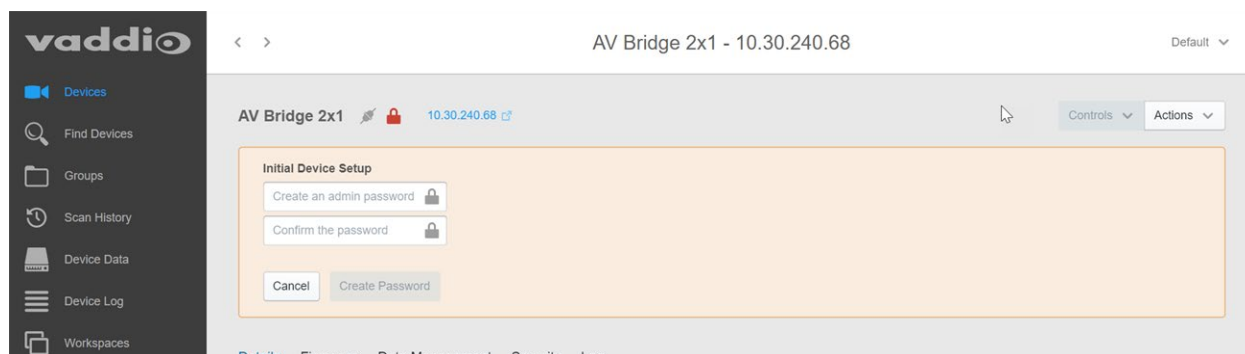 vaddio
AV Bridge 2x1 - 10.30.240.68
Default
Devices
Find Devices
Groups
Scan History
Device Data
Device Log
Workspaces
AV Bridge 2x1
10.30.240.68
Controls
Actions
Initial Device Setup
Create an admin password
Confirm the password
Cancel
Create Password